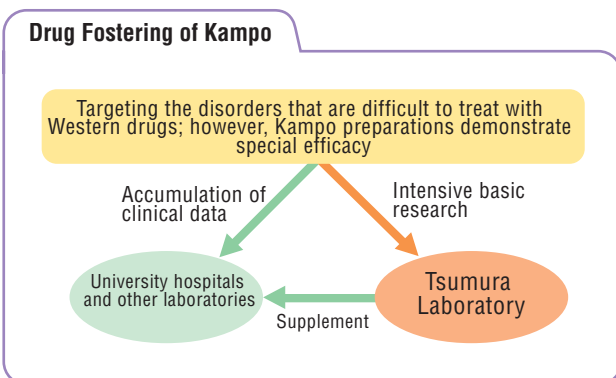 Drug Fostering of Kampo
Targeting the disorders that are difficult to treat with
Western drugs; however, Kampo preparations demonstrate
special efficacy
Accumulation of
clinical data
Intensive basic
research
University hospitals
and other laboratories
Supplement
Tsumura
Laboratory